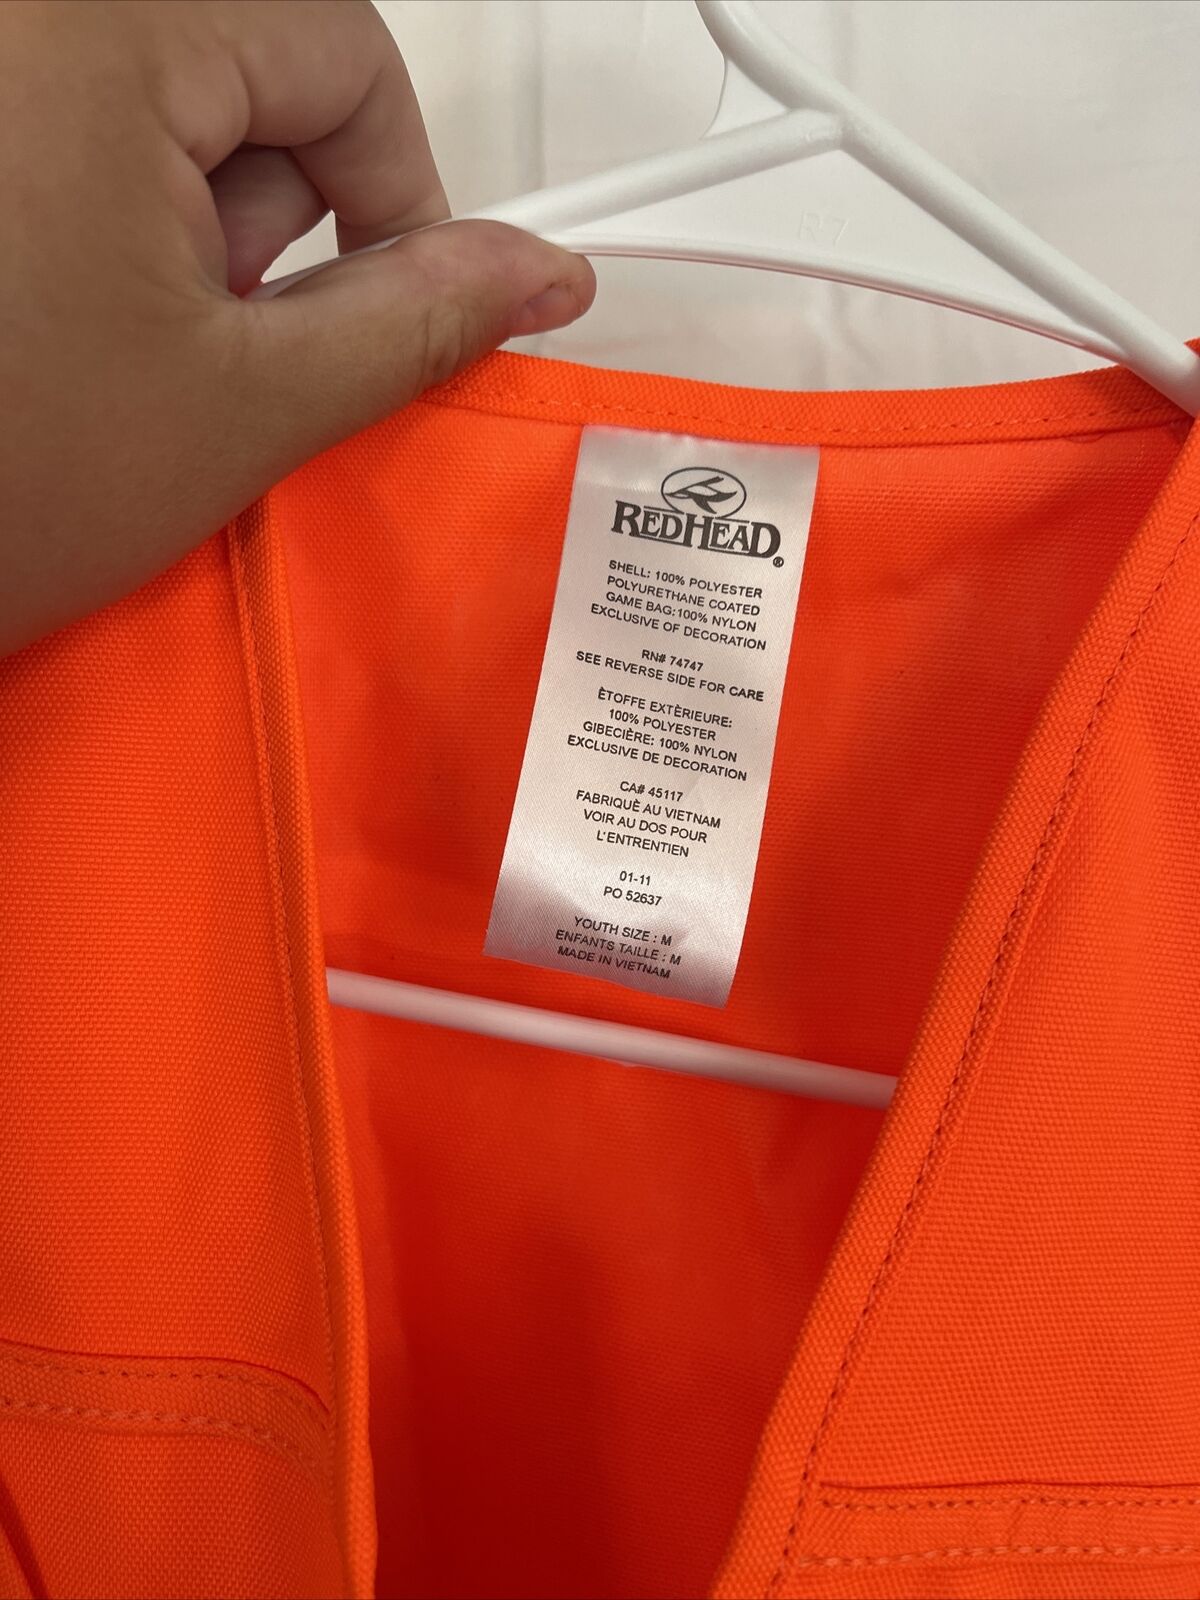 R7
REDHEAD®
SHELL: 100% POLYESTER
POLYURETHANE COATED
GAME BAG:100% NYLON
EXCLUSIVE OF DECORATION
RN# 74747
SEE REVERSE SIDE FOR CARE
ÈTOFFE EXTÈRIEURE:
100% POLYESTER
GIBECIÈRE: 100% NYLON
EXCLUSIVE DE DECORATION
CA# 45117
FABRIQUÈ AU VIETNAM
VOIR AU DOS POUR
L'ENTRETIEN
01-11
PO 52637
YOUTH SIZE : M
ENFANTS TAILLE : M
MADE IN VIETNAM